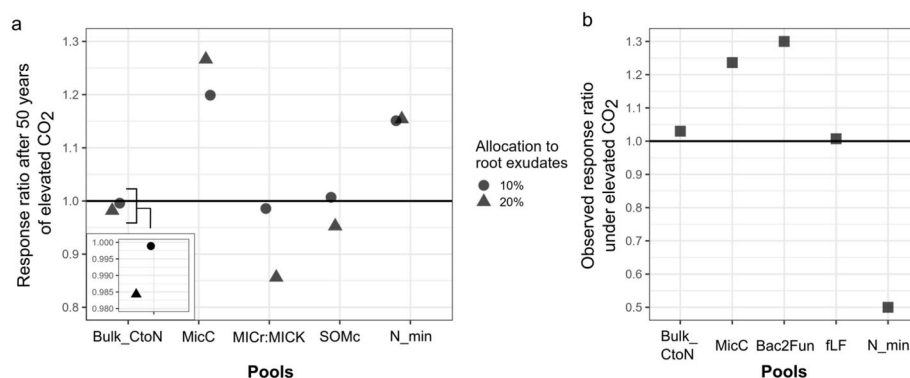 a
Response ratio after 50 years
of elevated CO2
1.3
1.2
1.1
1.0
0.9
0.8
1.000
0.995
0.990
0.985
0.980
Bulk_CtoN MicC MICr:MICK SOMc N_min
Pools
Allocation to
root exudates
10%
20%
b
Observed response ratio
under elevated CO2
1.3
1.2
1.1
1.0
0.9
0.8
0.7
0.6
0.5
Bulk_
CtoN MicC Bac2Fun fLF N_min
Pools